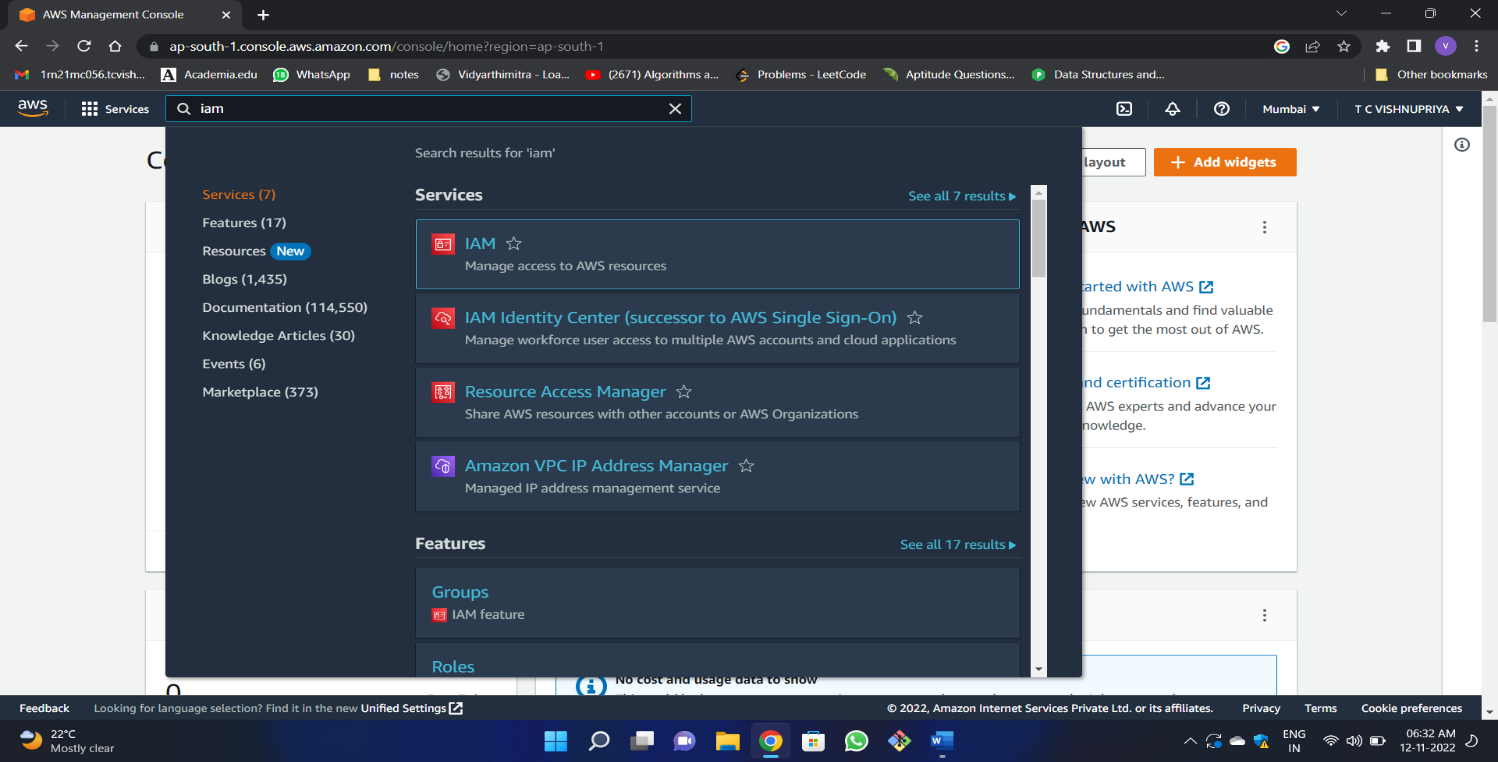 AWS Management Console
ap-south-1.console.aws.amazon.com/console/home?region=ap-south-1
1rn21mc056.tcvish...
Academia.edu
18
WhatsApp
notes
Vidyarthimitra - Loa...
(2671) Algorithms a...
Problems - LeetCode
Aptitude Questions...
Data Structures and...
Other bookmarks
V
aws
Services
iam
Mumbai
T C VISHNUPRIYA
layout
Add widgets
Search results for 'iam'
Services (7)
Features (17)
Resources New
Blogs (1,435)
Documentation (114,550)
Knowledge Articles (30)
Events (6)
Marketplace (373)
Services
See all 7 results
IAM
Manage access to AWS resources
IAM Identity Center (successor to AWS Single Sign-On)
Manage workforce user access to multiple AWS accounts and cloud applications
Resource Access Manager
Share AWS resources with other accounts or AWS Organizations
Amazon VPC IP Address Manager
Managed IP address management service
Features
See all 17 results
Groups
IAM feature
Roles
AWS
started with AWS
undamentals and find valuable
n to get the most out of AWS.
nd certification
AWS experts and advance your
nowledge.
ew with AWS?
ew AWS services, features, and
0
No cost and usage data to show
Feedback
Looking for language selection? Find it in the new Unified Settings
© 2022, Amazon Internet Services Private Ltd. or its affiliates.
Privacy
Terms
Cookie preferences
22°C
Mostly clear
ENG
IN
06:32 AM
12-11-2022